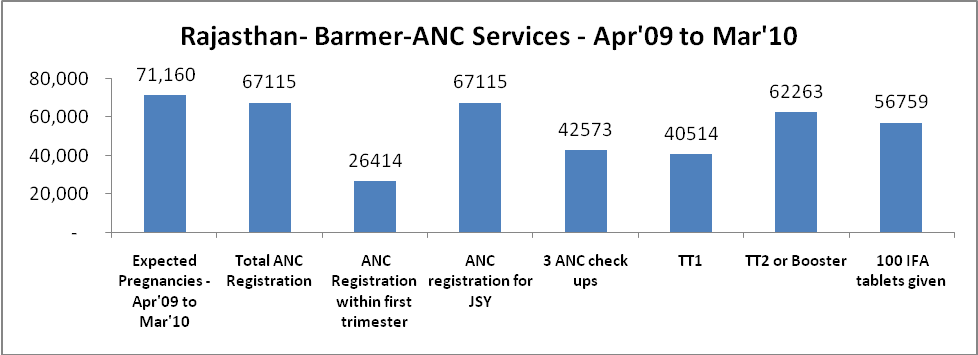 Rajasthan- Barmer-ANC Services - Apr'09 to Mar'10
80,000
60,000
40,000
20,000
-
71,160
67115
26414
67115
42573
40514
62263
56759
Expected
Pregnancies -
Apr'09 to
Mar'10
Total ANC
Registration
ANC
Registration
within first
trimester
ANC
registration for
JSY
3 ANC check
ups
TT1
TT2 or Booster
100 IFA
tablets given